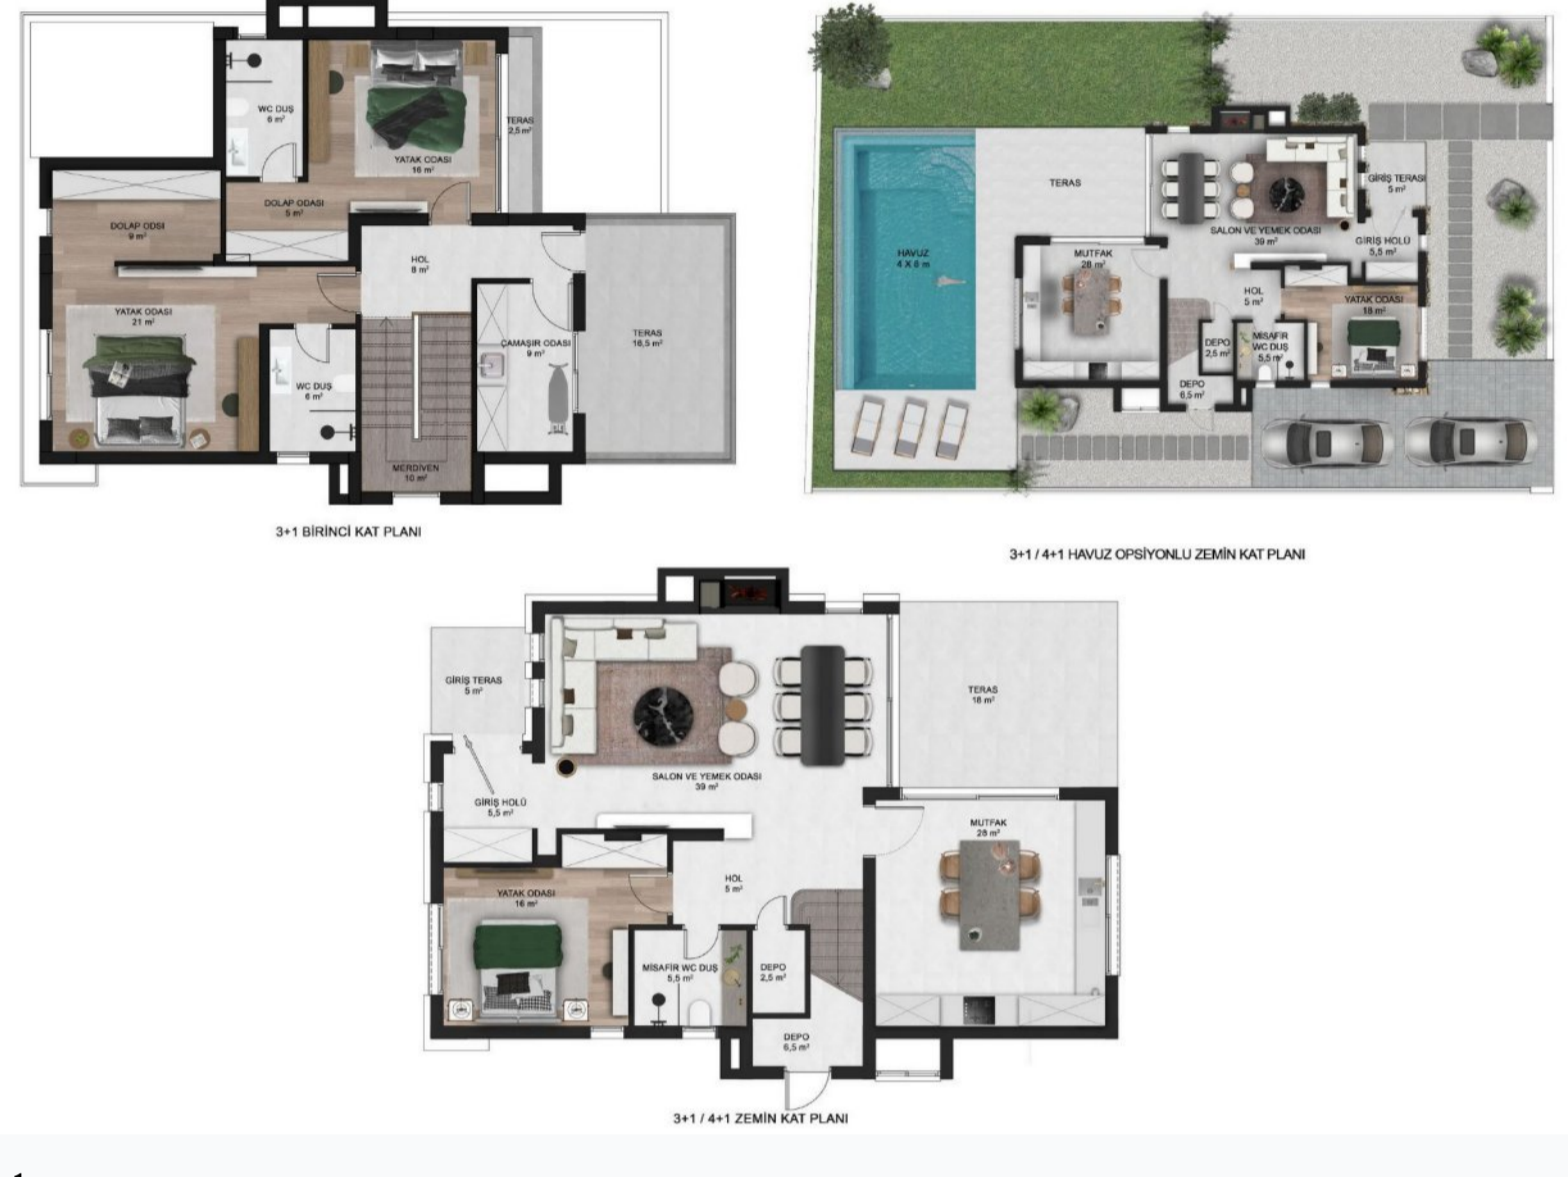 WC DUŞ
6 m²
YATAK ODASI
16 m²
TERAS
2,5 m²
DOLAP ODASI
5 m²
DOLAP ODSI
9 m²
HOL
8 m²
YATAK ODASI
21 m²
ÇAMAŞIR ODASI
9 m²
TERAS
16,5 m²
WC DUŞ
6 m²
MERDİVEN
10 m²
3+1 BİRİNCİ KAT PLANI
TERAS
GİRİŞ TERASI
5 m²
SALON VE YEMEK ODASI
39 m²
GİRİŞ HOLÜ
5,5 m²
HAVUZ
MUTFAK
28 m²
HOL
5 m²
YATAK ODASI
MİSAFİR
WC DUŞ
5,5 m²
DEPO
2,5 m²
DEPO
6,5 m²
3+1 / 4+1 HAVUZ OPSİYONLU ZEMİN KAT PLANI
GİRİŞ TERAS
5 m²
TERAS
SALON VE YEMEK ODASI
39 m²
GİRİŞ HOLÜ
5,5 m²
MUTFAK
28 m²
HOL
5 m²
YATAK ODASI
16 m²
MİSAFİR WC DUŞ
5,5 m²
DEPO
2,5 m²
DEPO
6,5 m²
3+1 / 4+1 ZEMİN KAT PLANI